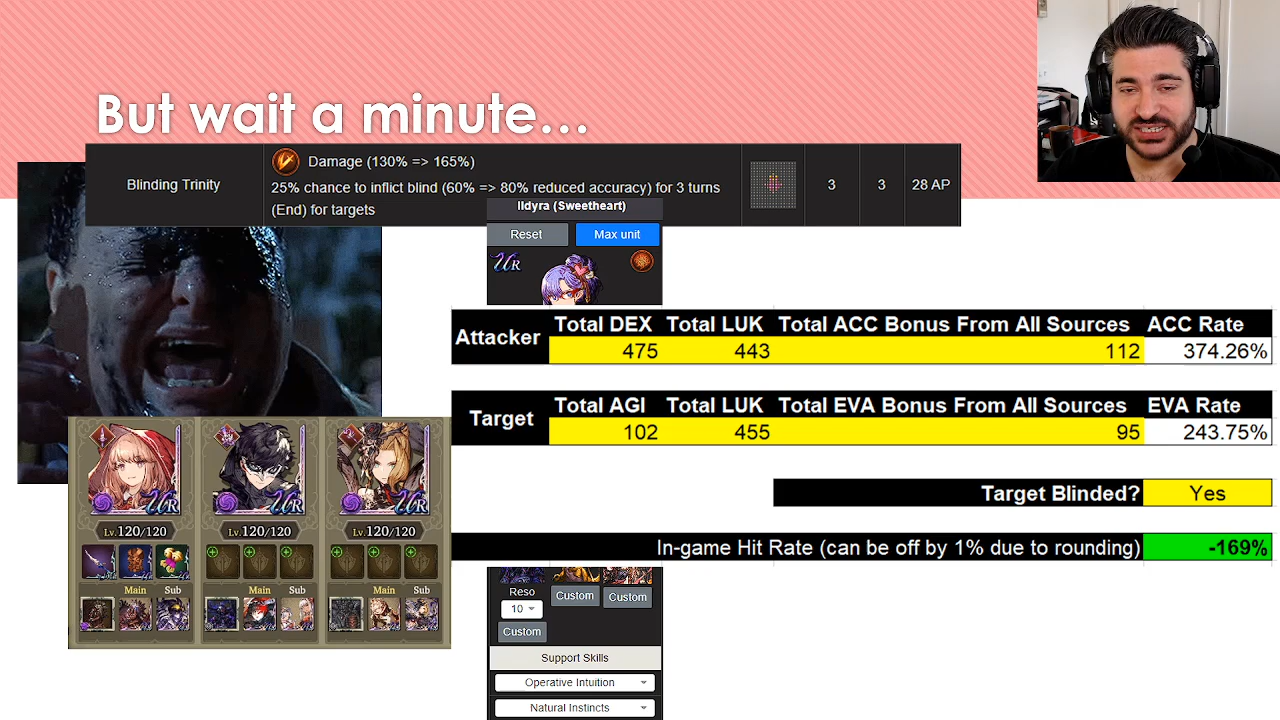 But wait a minute...
Blinding Trinity
Damage (130% => 165%)
25% chance to inflict blind (60% => 80% reduced accuracy) for 3 turns
(End) for targets
3
3
28 AP
Ildyra (Sweetheart)
Reset
Max unit
UR
Attacker
Total DEX Total LUK Total ACC Bonus From All Sources ACC Rate
475 443 112 374.26%
Target
Total AGI Total LUK Total EVA Bonus From All Sources EVA Rate
102 455 95 243.75%
Target Blinded? Yes
In-game Hit Rate (can be off by 1% due to rounding) -169%
UR
UR
UR
Lv.120/120
Lv.120/120
Lv.120/120
Main Sub
Main Sub
Main Sub
Reso
10
Custom
Custom
Custom
Support Skills
Operative Intuition
Natural Instincts